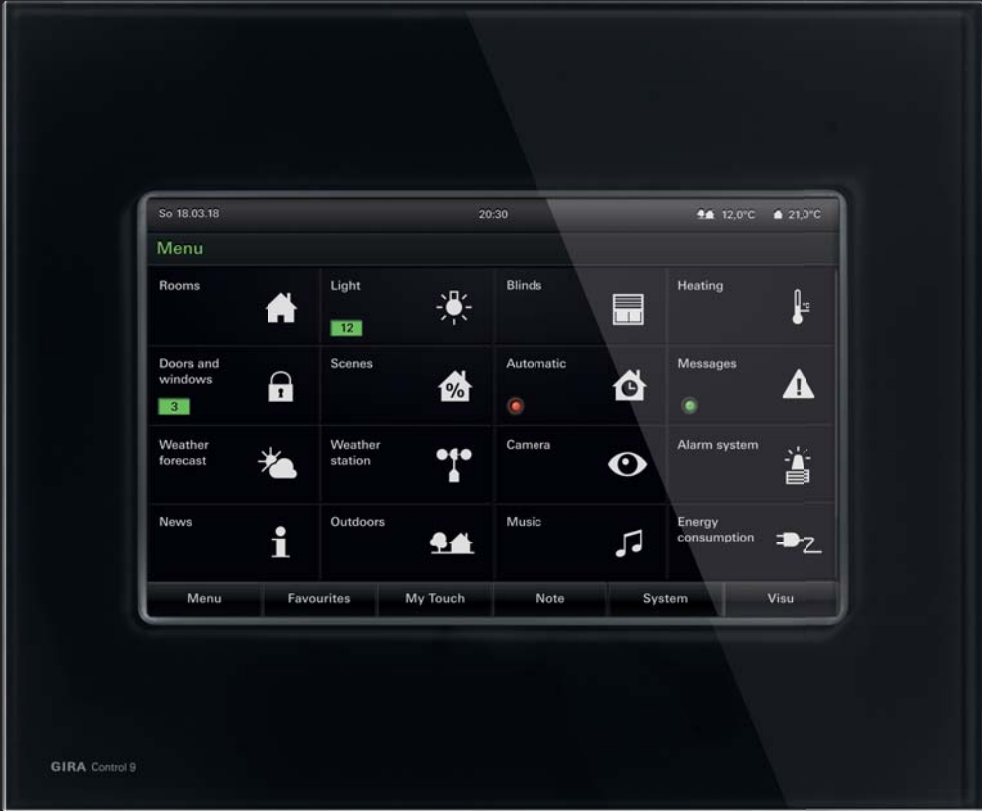 So 18.03.18 20:30 12,0°C 21,0°C
Menu
Rooms Light Blinds Heating
12
Doors and Scenes Automatic Messages
windows
3
Weather Weather Camera Alarm system
forecast station
News Outdoors Music Energy
consumption
Menu Favourites My Touch Note System Visu
GIRA Control 9